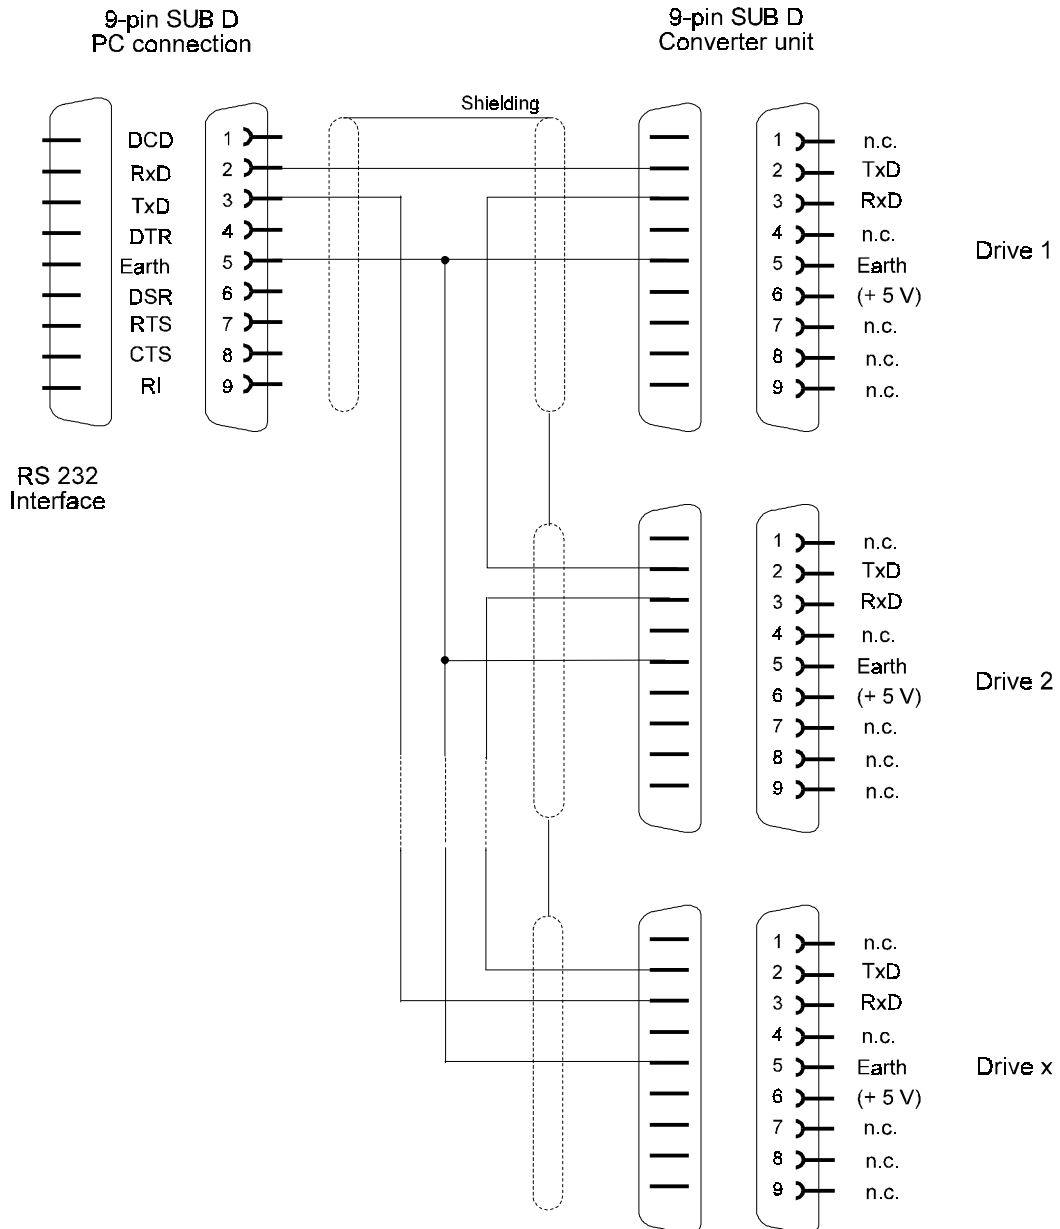 9-pin SUB D
PC connection
9-pin SUB D
Converter unit
Shielding
DCD
RxD
TxD
DTR
Earth
DSR
RTS
CTS
RI
1
2
3
4
5
6
7
8
9
RS 232
Interface
1 n.c.
2 TxD
3 RxD
4 n.c.
5 Earth
6 (+ 5 V)
7 n.c.
8 n.c.
9 n.c.
Drive 1
1 n.c.
2 TxD
3 RxD
4 n.c.
5 Earth
6 (+ 5 V)
7 n.c.
8 n.c.
9 n.c.
Drive 2
1 n.c.
2 TxD
3 RxD
4 n.c.
5 Earth
6 (+ 5 V)
7 n.c.
8 n.c.
9 n.c.
Drive x